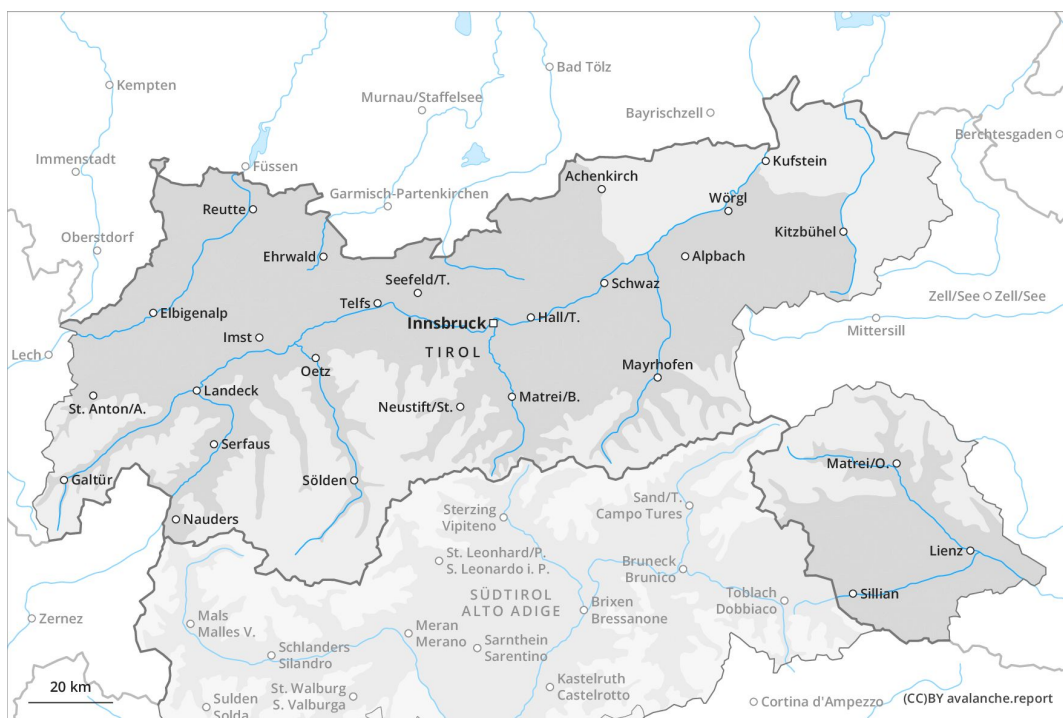 Kempten
Bad Tölz
Murnau/Staffelsee
Bayrischzell
Berchtesgaden
Immenstadt
Füssen
Kufstein
Garmisch-Partenkirchen
Achenkirch
Reutte
Wörgl
Oberstdorf
Kitzbühel
Ehrwald
Alpbach
Seefeld/T.
Schwaz
Telfs
Zell/See
Zell/See
Elbigenalp
Innsbruck
Hall/T.
Mittersill
Imst
Lech
TIROL
Oetz
Mayrhofen
Landeck
St. Anton/A.
Neustift/St.
Matrei/B.
Serfaus
Matrei/O.
Galtür
Sölden
Sand/T.
Campo Tures
Sterzing
Vipiteno
Nauders
Lienz
St. Leonhard/P.
S. Leonardo i. P.
Bruneck
Brunico
SÜDTIROL
ALTO ADIGE
Sillian
Toblach
Dobbiaco
Zernez
Mals
Malles V.
Brixen
Bressanone
Meran
Merano
Sarnthein
Sarentino
Schlanders
Silandro
Kastelruth
Castelrotto
20 km
St. Walburg
S. Valburga
Sulden
Solda
Cortina d'Ampezzo
(CC)BY avalanche.report